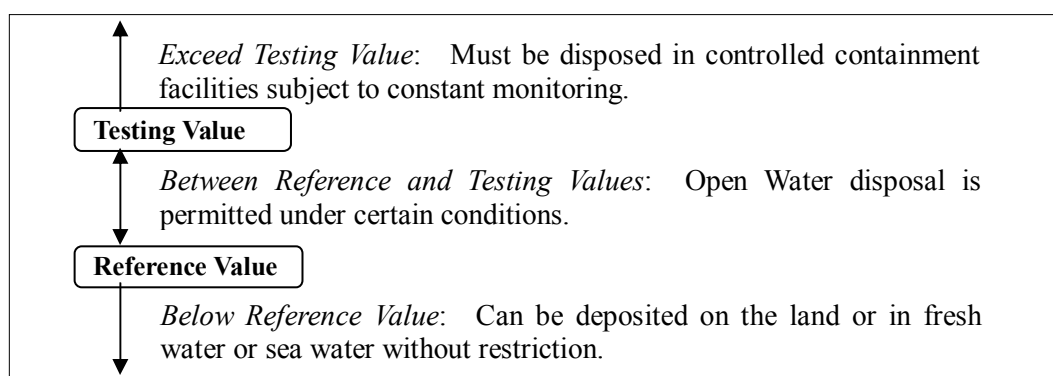 Exceed Testing Value: Must be disposed in controlled containment
facilities subject to constant monitoring.
Testing Value
Between Reference and Testing Values: Open Water disposal is
permitted under certain conditions.
Reference Value
Below Reference Value: Can be deposited on the land or in fresh
water or sea water without restriction.